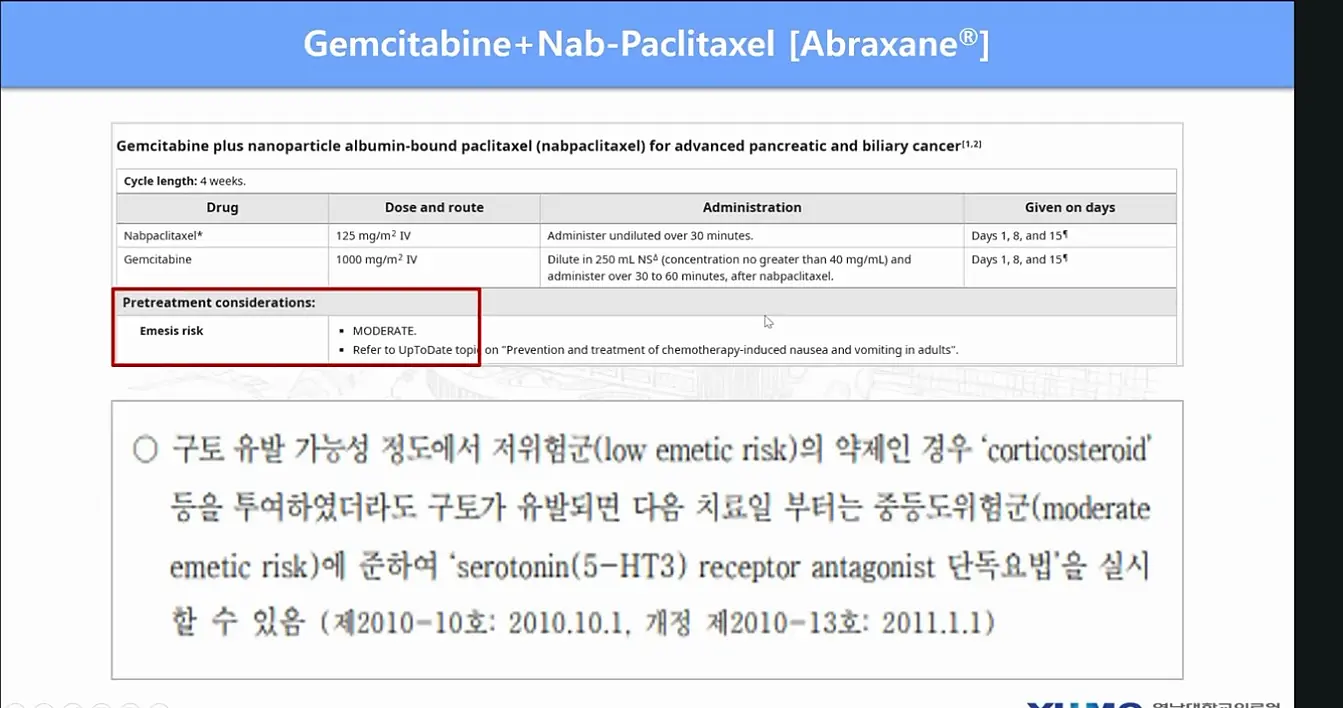 Gemcitabine+Nab-Paclitaxel [Abraxane®]
Gemcitabine plus nanoparticle albumin-bound paclitaxel (nabpaclitaxel) for advanced pancreatic and biliary cancer[1,2]
Cycle length: 4 weeks.
Drug Dose and route Administration Given on days
Nabpaclitaxel* 125 mg/m² IV Administer undiluted over 30 minutes. Days 1, 8, and 15¶
Gemcitabine 1000 mg/m² IV Dilute in 250 mL NSΔ (concentration no greater than 40 mg/mL) and Days 1, 8, and 15¶
administer over 30 to 60 minutes, after nabpaclitaxel.
Pretreatment considerations:
Emesis risk ▪ MODERATE.
▪ Refer to UpToDate topic on "Prevention and treatment of chemotherapy-induced nausea and vomiting in adults".
○ 구토 유발 가능성 정도에서 저위험군(low emetic risk)의 약제인 경우 ‘corticosteroid’
등을 투여하였더라도 구토가 유발되면 다음 치료일 부터는 중등도위험군(moderate
emetic risk)에 준하여 ‘serotonin(5-HT3) receptor antagonist 단독요법’을 실시
할 수 있음 (제2010-10호: 2010.10.1, 개정 제2010-13호: 2011.1.1)